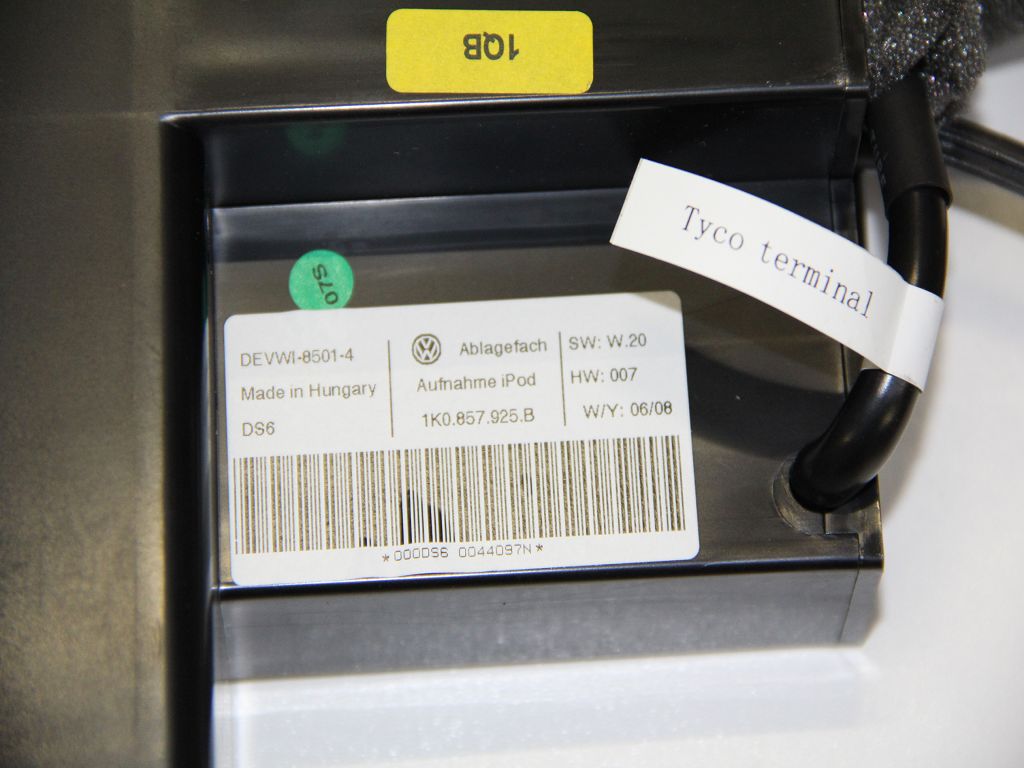 1QB
Tyco terminal
07S
DEVWI-8501-4
Made in Hungary
DS6
Ablagefach
Aufnahme iPod
1K0.857.925.B
SW: W.20
HW: 007
W/Y: 06/08
*000DS6 0044097N*